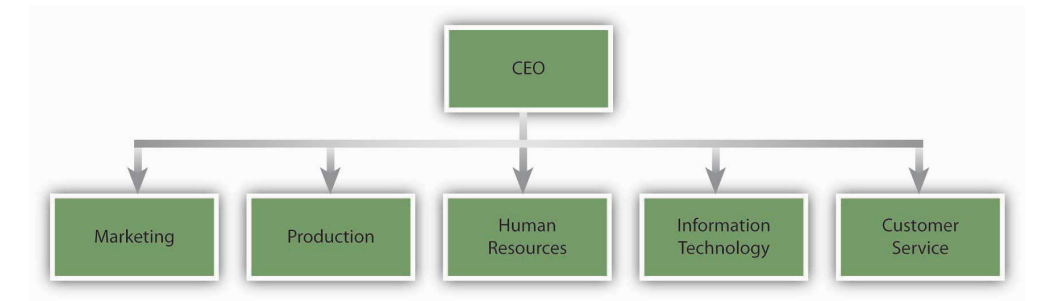 CEO
Marketing
Production
Human
Resources
Information
Technology
Customer
Service